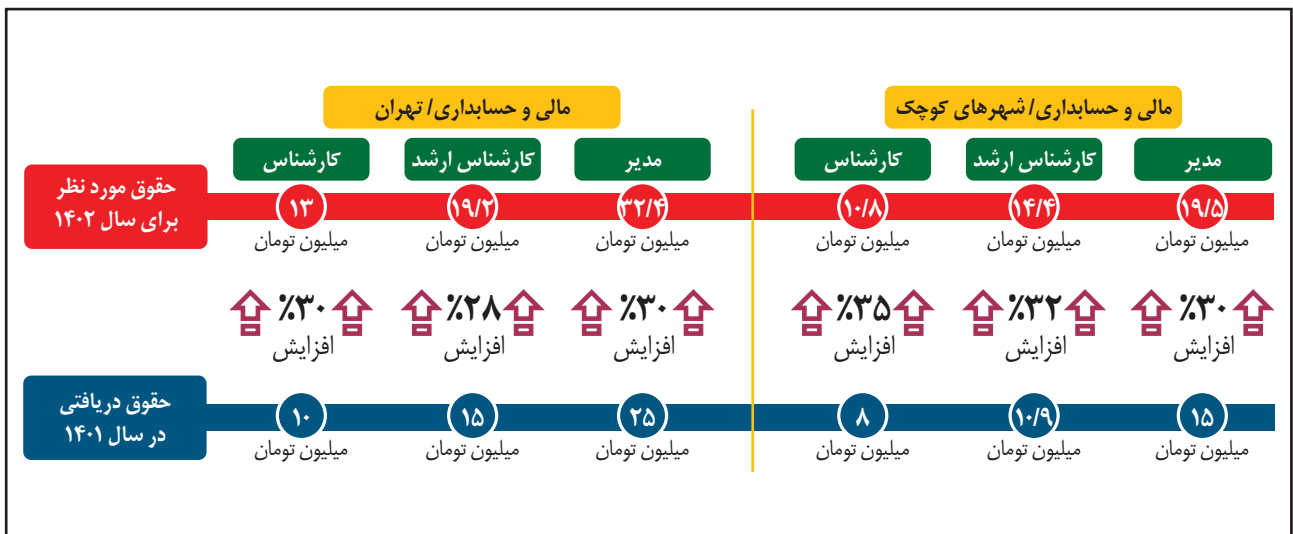 مالی و حسابداری/ شهرهای کوچک
مالی و حسابداری/ تهران
مدیر
کارشناس ارشد
کارشناس
مدیر
کارشناس ارشد
کارشناس
حقوق مورد نظر
برای سال ۱۴۰۲
۱۹/۵
۱۴/۴
۱۰/۸
۳۲/۴
۱۹/۲
۱۳
میلیون تومان
میلیون تومان
میلیون تومان
میلیون تومان
میلیون تومان
میلیون تومان
٪۳۰
٪۳۲
٪۳۵
٪۳۰
٪۲۸
٪۳۰
افزایش
افزایش
افزایش
افزایش
افزایش
افزایش
حقوق دریافتی
در سال ۱۴۰۱
۱۵
۱۰/۹
۸
۲۵
۱۵
۱۰
میلیون تومان
میلیون تومان
میلیون تومان
میلیون تومان
میلیون تومان
میلیون تومان